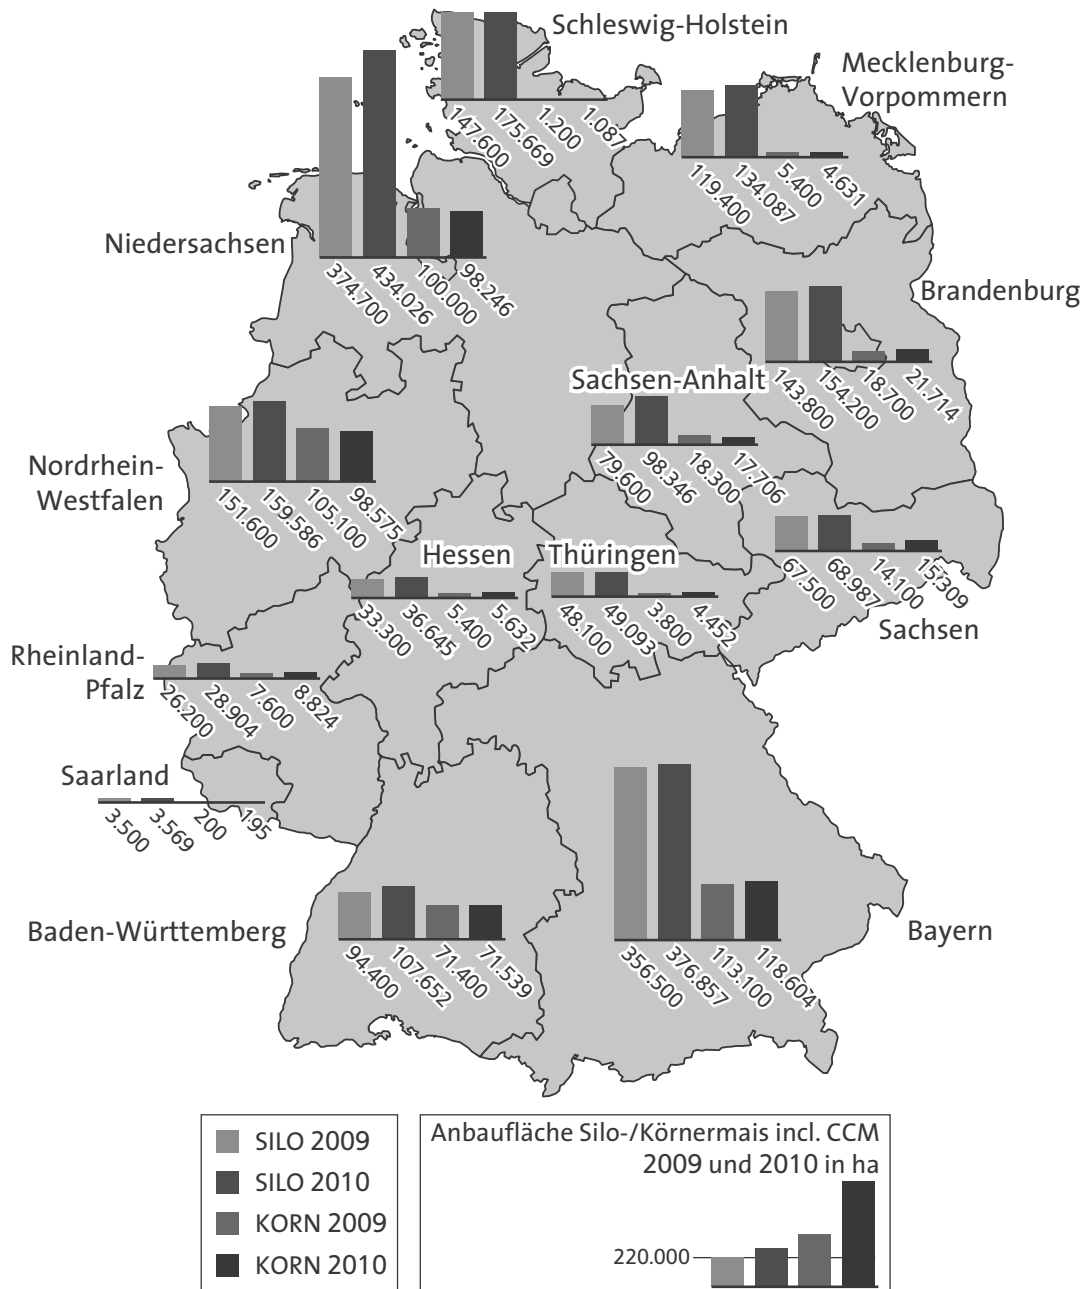 Schleswig-Holstein
147.600
175.669
1.200
1.087
Mecklenburg-
Vorpommern
119.400
134.087
5.400
4.631
Niedersachsen
374.700
434.026
100.000
98.246
Brandenburg
143.800
154.200
18.700
21.714
Sachsen-Anhalt
79.600
98.346
18.300
17.706
Nordrhein-
Westfalen
151.600
159.586
105.100
98.575
Hessen
33.300
36.645
5.400
5.632
Thüringen
48.100
49.093
3.800
4.452
67.500
68.987
14.100
15.309
Sachsen
Rheinland-
Pfalz
26.200
28.904
7.600
8.824
Saarland
3.500
3.569
200
195
Baden-Württemberg
94.400
107.652
71.400
71.539
Bayern
356.500
376.857
113.100
118.604
SILO 2009
SILO 2010
KORN 2009
KORN 2010
Anbaufläche Silo-/Körnermais incl. CCM
2009 und 2010 in ha
220.000